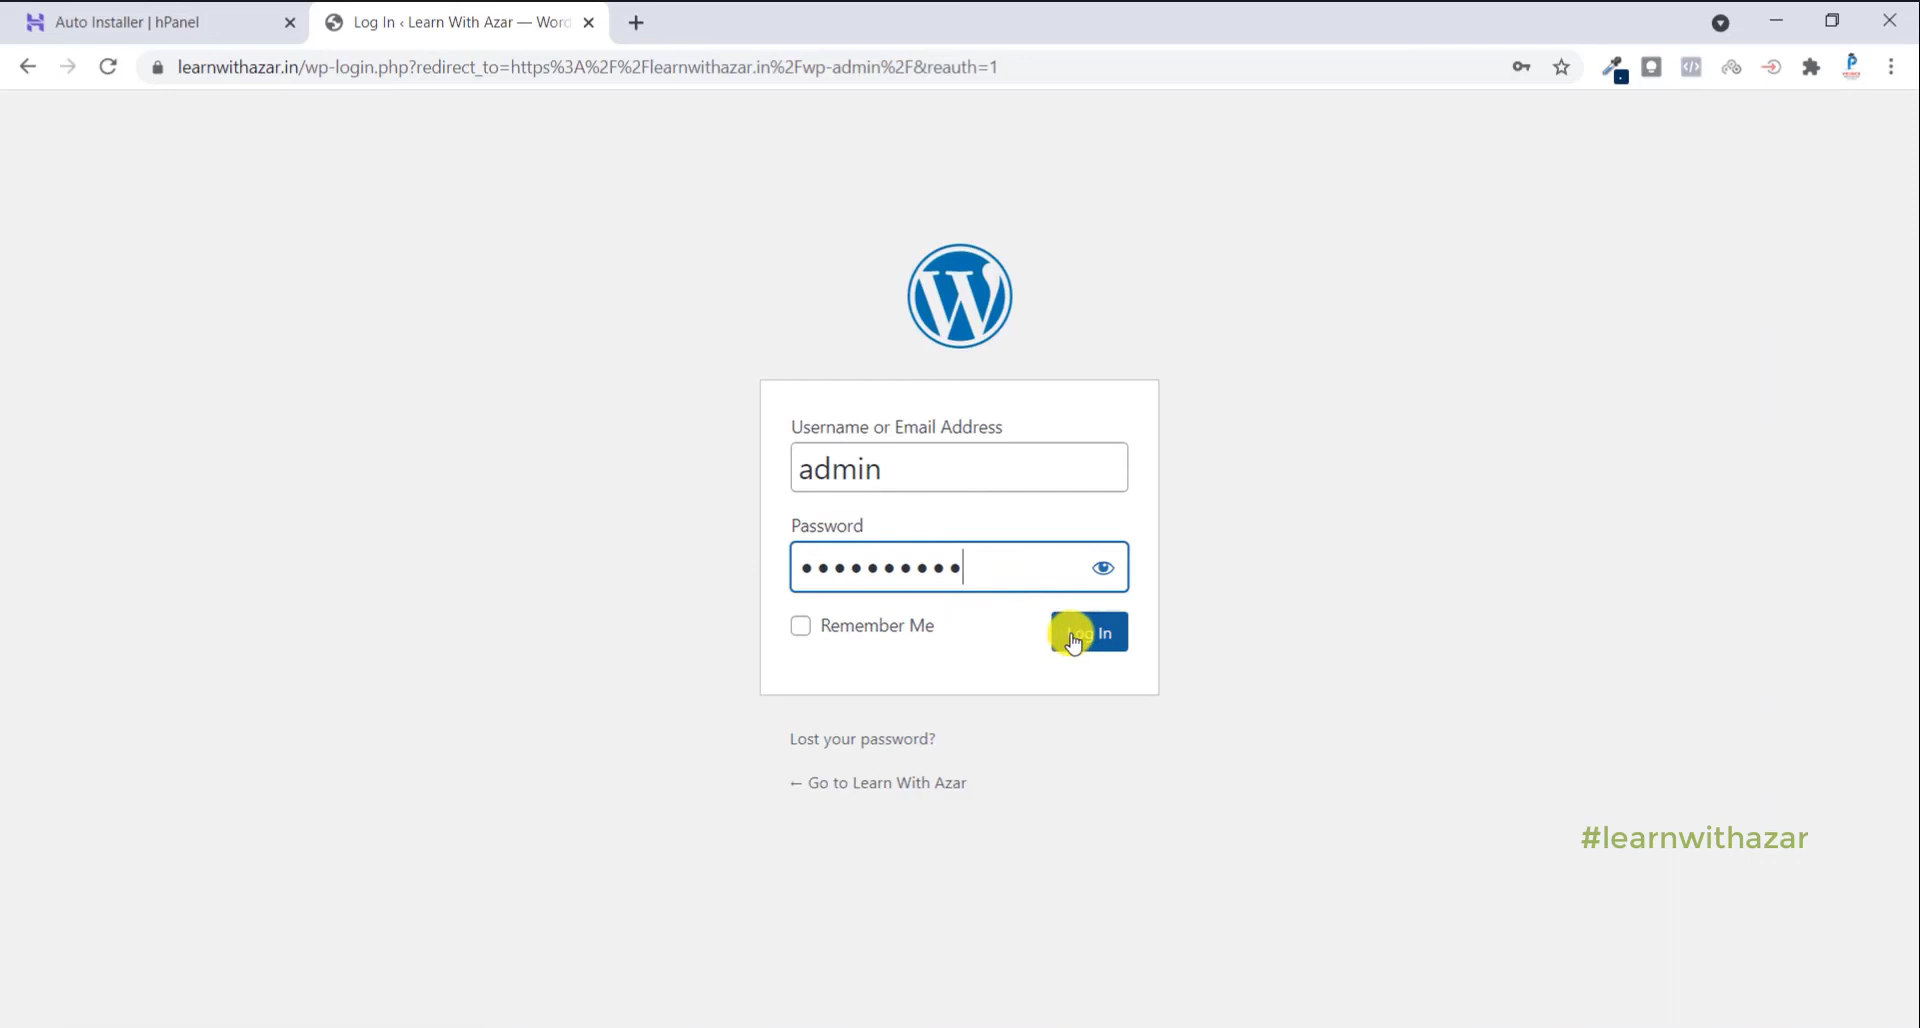 Auto Installer | hPanel
Log In ‹ Learn With Azar — Word
learnwithazar.in/wp-login.php?redirect_to=https%3A%2F%2Flearnwithazar.in%2Fwp-admin%2F&reauth=1
Username or Email Address
admin
Password
Remember Me
Log In
Lost your password?
← Go to Learn With Azar
#learnwithazar